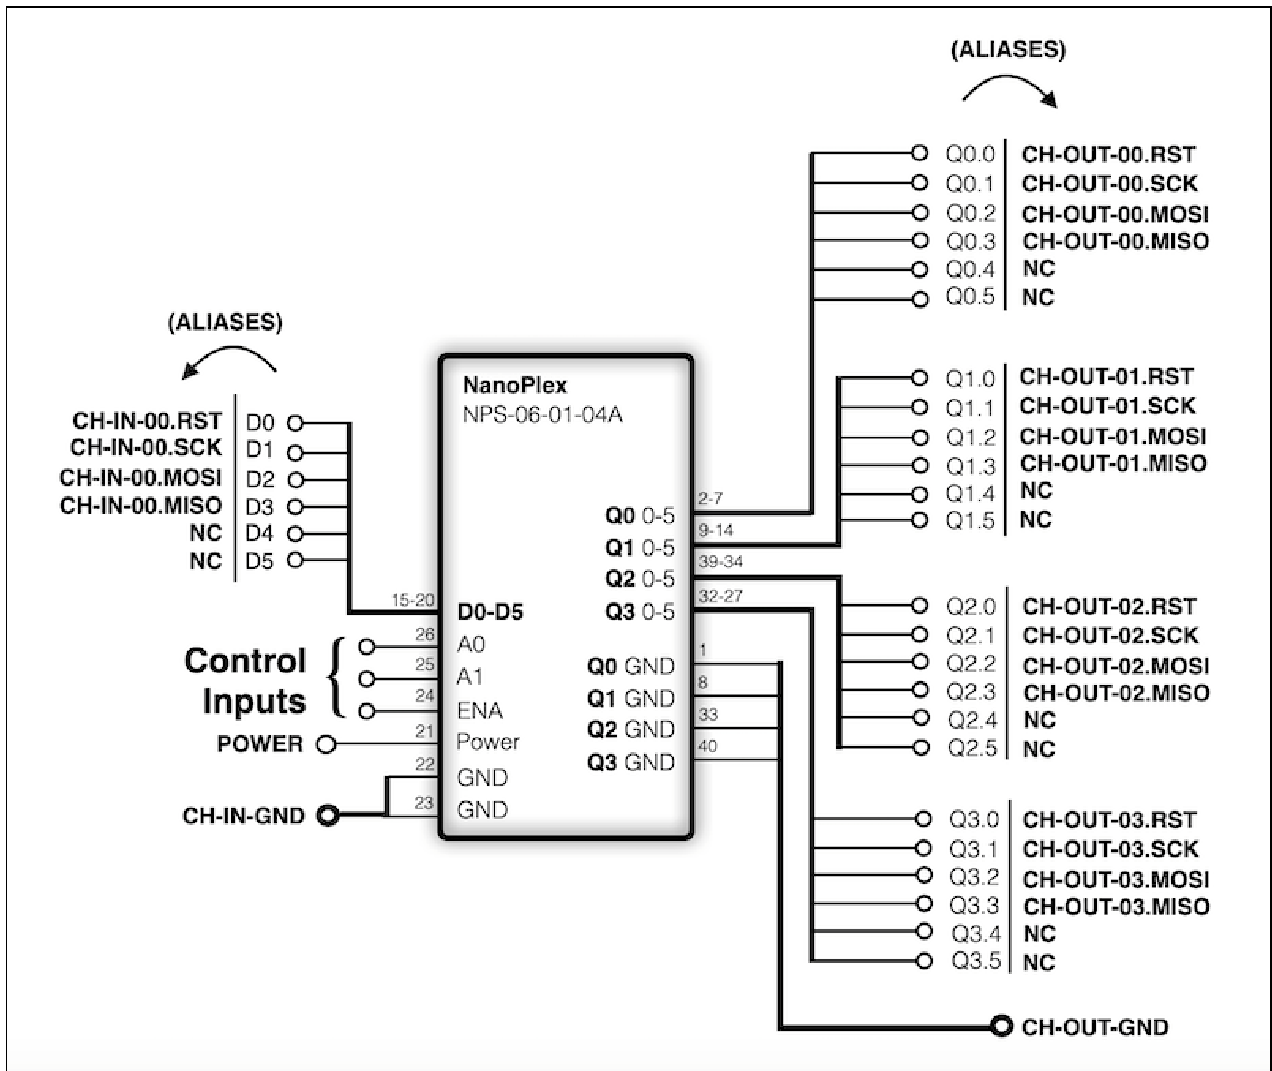 (ALIASES)
Q0.0 CH-OUT-00.RST
Q0.1 CH-OUT-00.SCK
Q0.2 CH-OUT-00.MOSI
Q0.3 CH-OUT-00.MISO
Q0.4 NC
Q0.5 NC
(ALIASES)
CH-IN-00.RST D0
CH-IN-00.SCK D1
CH-IN-00.MOSI D2
CH-IN-00.MISO D3
NC D4
NC D5
NanoPlex
NPS-06-01-04A
Q1.0 CH-OUT-01.RST
Q1.1 CH-OUT-01.SCK
Q1.2 CH-OUT-01.MOSI
Q1.3 CH-OUT-01.MISO
Q1.4 NC
Q1.5 NC
2-7
Q0 0-5
9-14
Q1 0-5
39-34
Q2 0-5
32-27
Q3 0-5
15-20
D0-D5
26
A0
25
A1
24
ENA
Control
Inputs
21
POWER
Power
22
GND
23
CH-IN-GND
GND
1
Q0 GND
8
Q1 GND
33
Q2 GND
40
Q3 GND
Q2.0 CH-OUT-02.RST
Q2.1 CH-OUT-02.SCK
Q2.2 CH-OUT-02.MOSI
Q2.3 CH-OUT-02.MISO
Q2.4 NC
Q2.5 NC
Q3.0 CH-OUT-03.RST
Q3.1 CH-OUT-03.SCK
Q3.2 CH-OUT-03.MOSI
Q3.3 CH-OUT-03.MISO
Q3.4 NC
Q3.5 NC
CH-OUT-GND